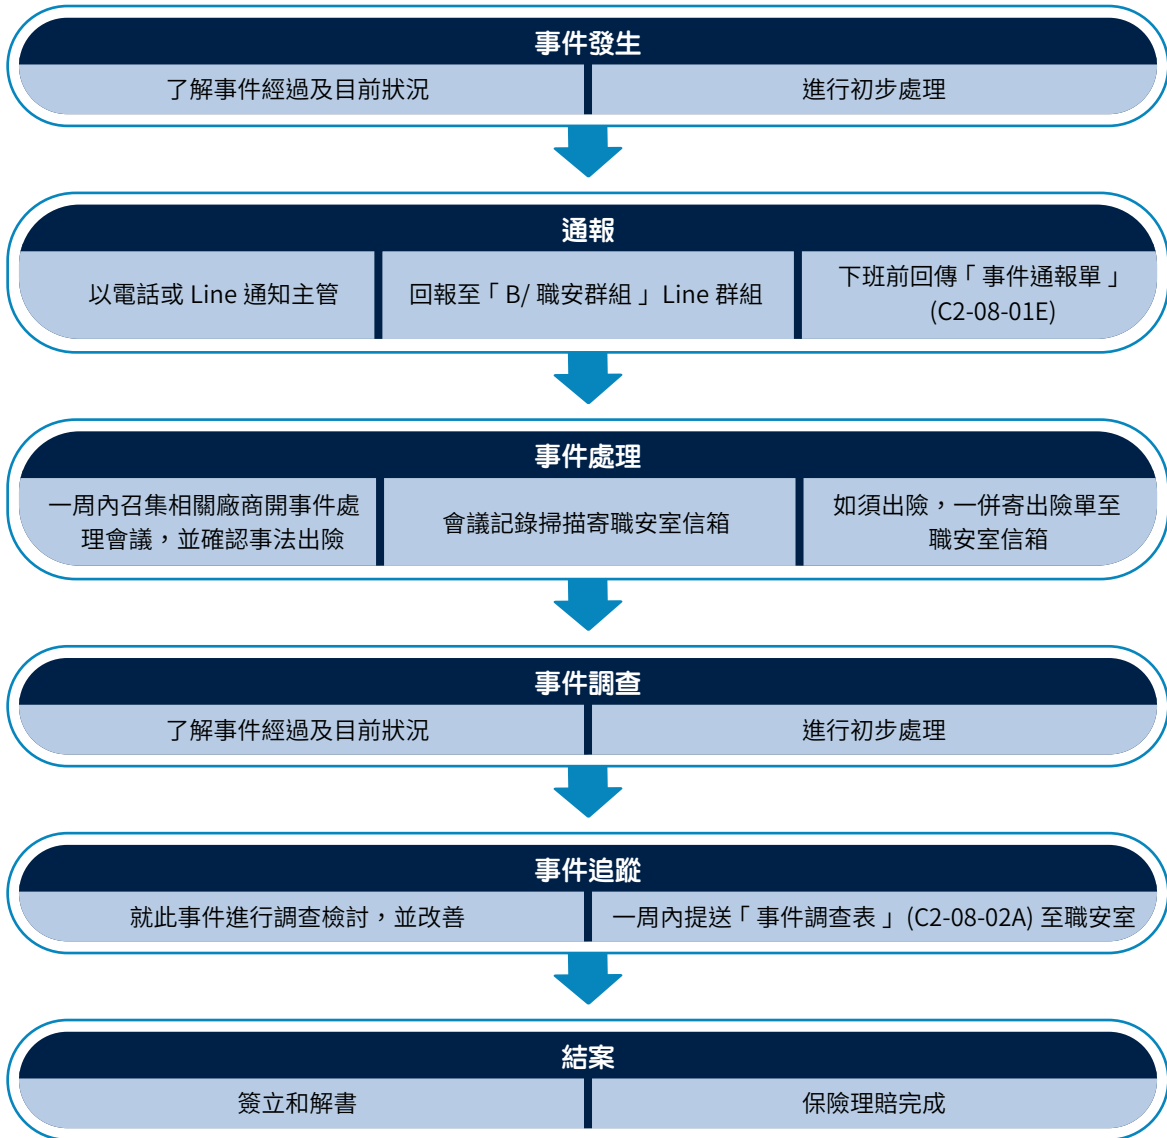 事件發生
了解事件經過及目前狀況
進行初步處理
通報
以電話或 Line 通知主管
回報至「 B/ 職安群組 」Line 群組
下班前回傳「 事件通報單 」
(C2-08-01E)
事件處理
一周內召集相關廠商開事件處
理會議，並確認事法出險
會議記錄掃描寄職安室信箱
如須出險，一併寄出險單至
職安室信箱
事件調查
了解事件經過及目前狀況
進行初步處理
事件追蹤
就此事件進行調查檢討，並改善
一周內提送「 事件調查表 」(C2-08-02A) 至職安室
結案
簽立和解書
保險理賠完成